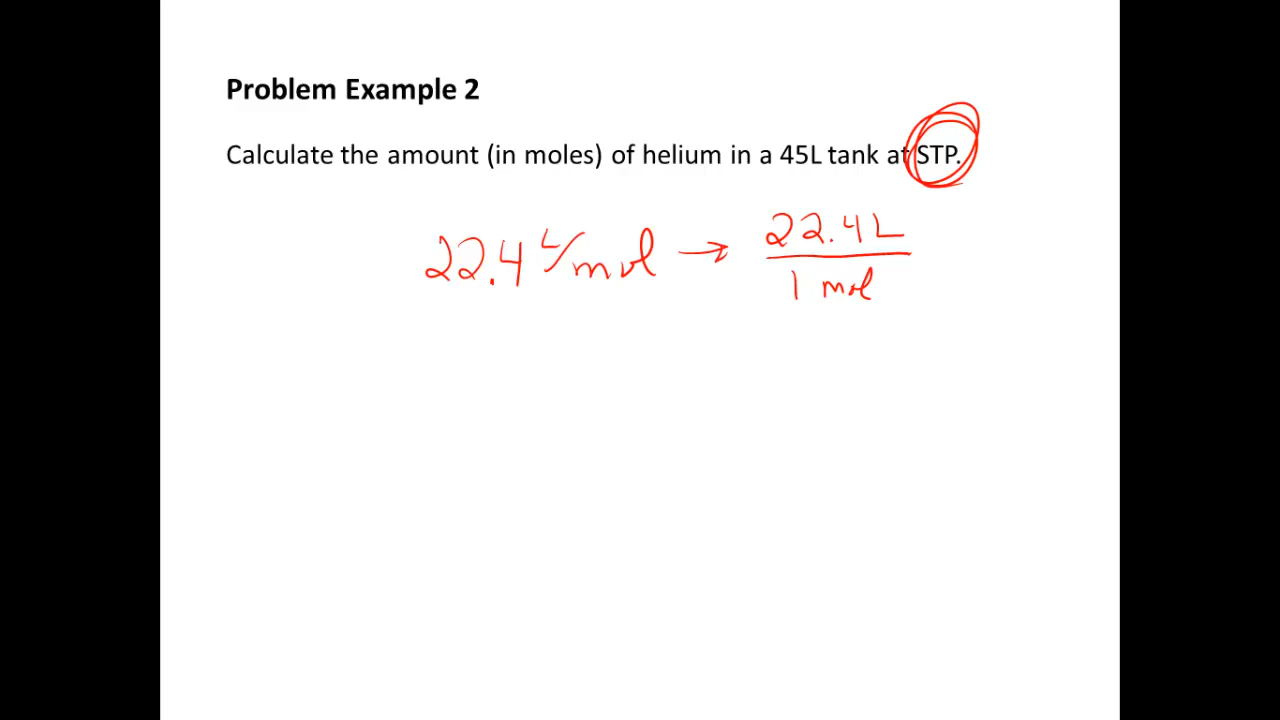 Problem Example 2
Calculate the amount (in moles) of helium in a 45L tank at STP.
22.4 L/mol → 22.4L
1 mol